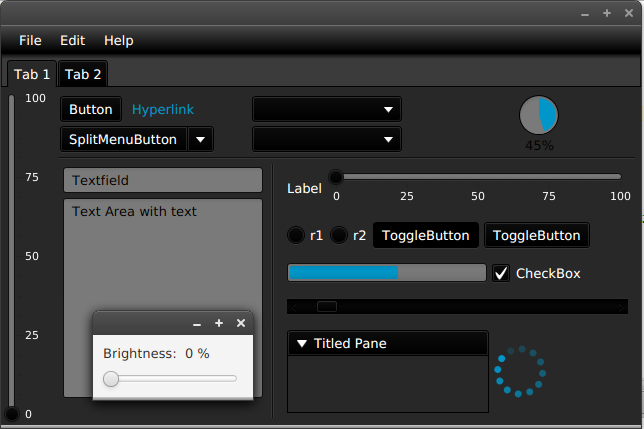 File Edit Help
Tab 1 Tab 2
100
75
50
25
0
Button Hyperlink
SplitMenuButton
45%
Textfield
Text Area with text
Label
0 25 50 75 100
r1 r2 ToggleButton ToggleButton
CheckBox
Titled Pane
Brightness: 0 %